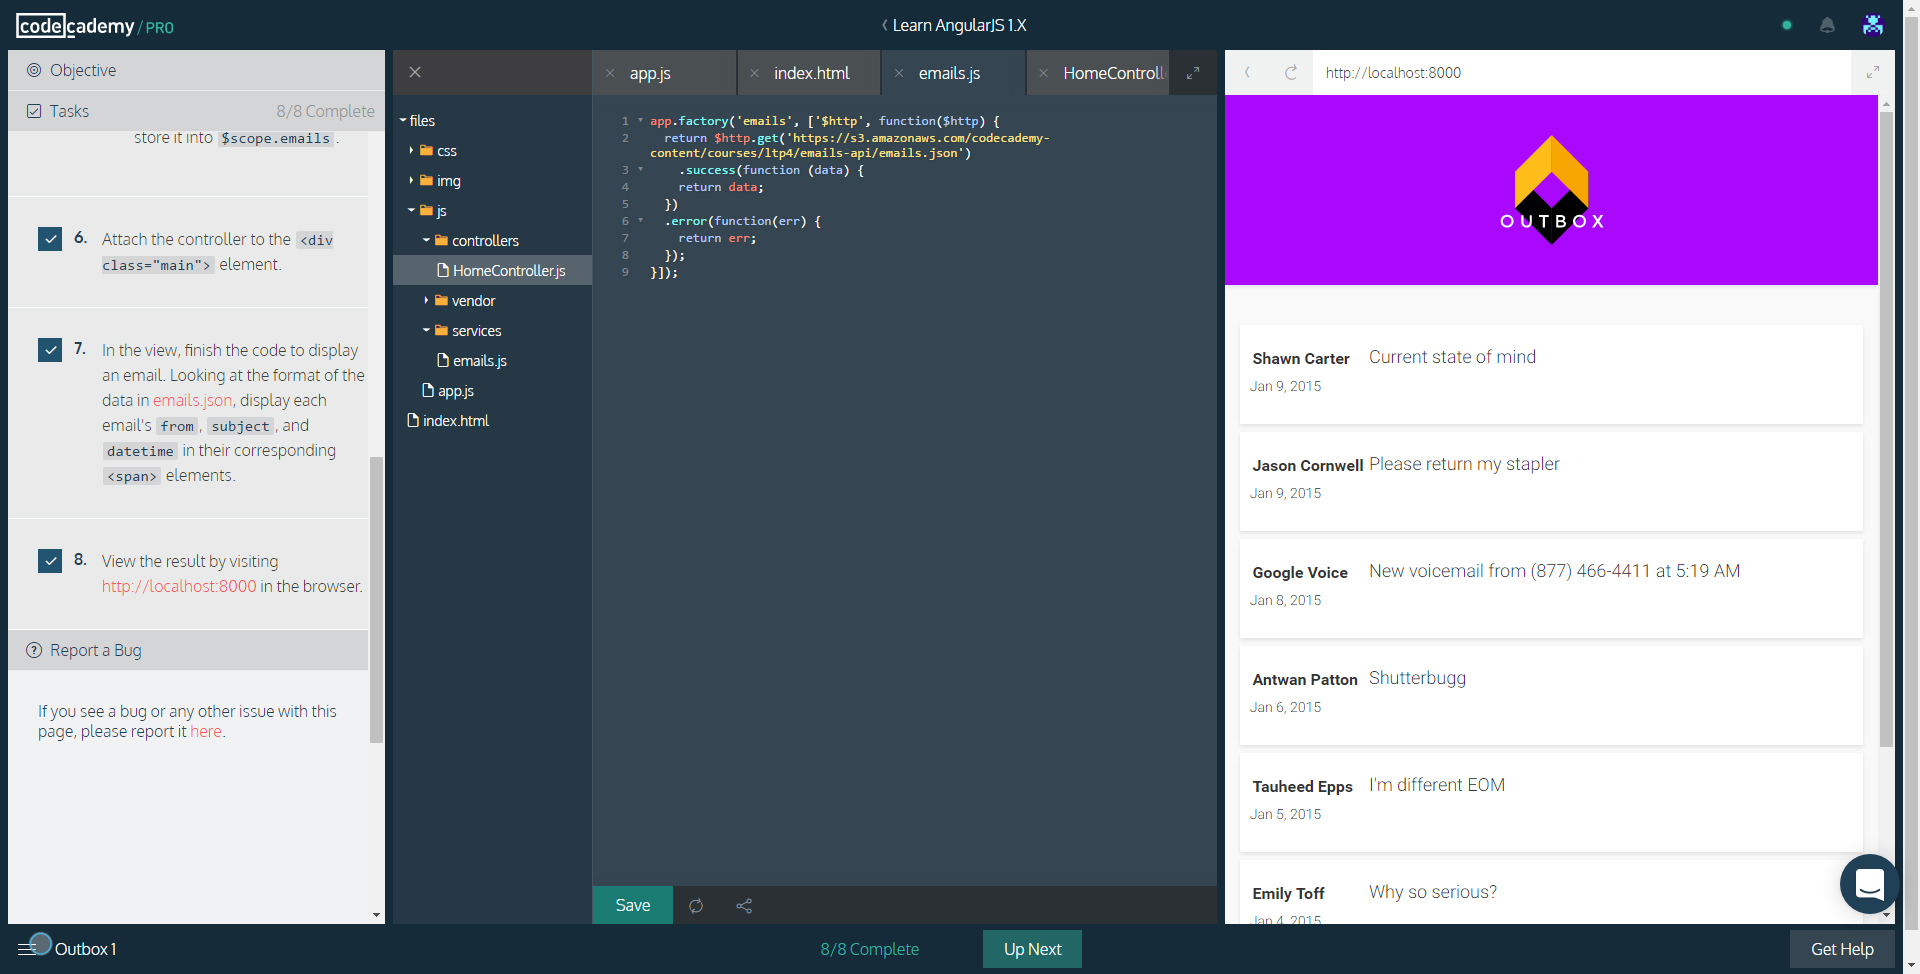 codecademy / PRO
Learn AngularJS 1.X
Objective
Tasks
8/8 Complete
store it into $scope.emails .
6. Attach the controller to the <div
class="main"> element.
7. In the view, finish the code to display
an email. Looking at the format of the
data in emails.json, display each
email's from , subject , and
datetime in their corresponding
<span> elements.
8. View the result by visiting
http://localhost:8000 in the browser.
Report a Bug
If you see a bug or any other issue with this
page, please report it here.
files
css
img
js
controllers
HomeController.js
vendor
services
emails.js
app.js
index.html
app.js
index.html
emails.js
HomeControll
1 app.factory('emails', ['$http', function($http) {
2 return $http.get('https://s3.amazonaws.com/codecademy-
content/courses/ltp4/emails-api/emails.json')
3 .success(function (data) {
4 return data;
5 })
6 .error(function(err) {
7 return err;
8 });
9 }]);
Save
http://localhost:8000
OUTBOX
Shawn Carter Current state of mind
Jan 9, 2015
Jason Cornwell Please return my stapler
Jan 9, 2015
Google Voice New voicemail from (877) 466-4411 at 5:19 AM
Jan 8, 2015
Antwan Patton Shutterbugg
Jan 6, 2015
Tauheed Epps I'm different EOM
Jan 5, 2015
Emily Toff Why so serious?
Jan 4, 2015
Outbox 1
8/8 Complete
Up Next
Get Help